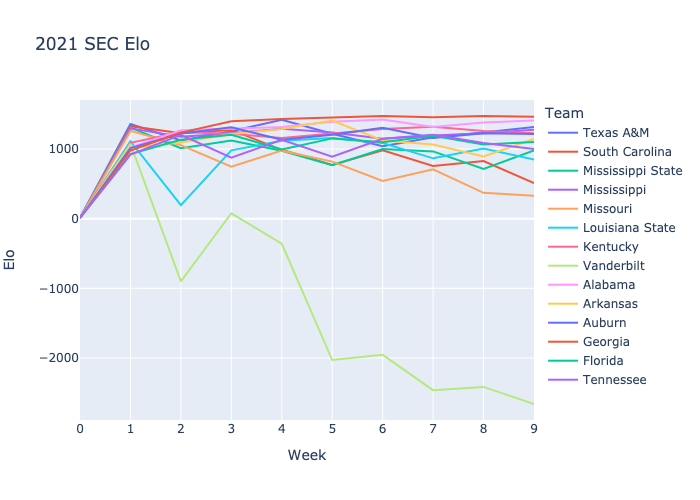 2021 SEC Elo
Team
Texas A&M
South Carolina
Mississippi State
Mississippi
Missouri
Louisiana State
Kentucky
Vanderbilt
Alabama
Arkansas
Auburn
Georgia
Florida
Tennessee
Elo
1000
0
−1000
−2000
0 1 2 3 4 5 6 7 8 9
Week